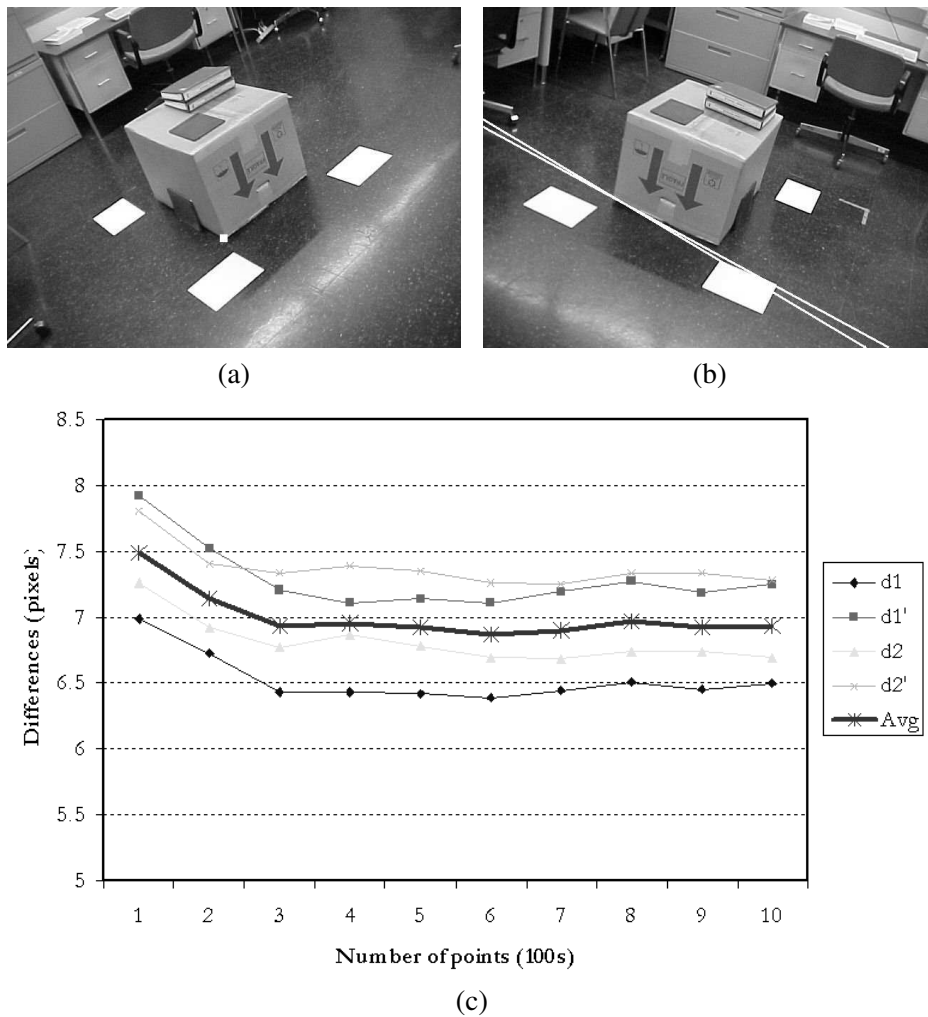 (a)
(b)
8.5
8
7.5
7
6.5
6
5.5
5
Differences (pixels)
1 2 3 4 5 6 7 8 9 10
Number of points (100s)
d1
d1'
d2
d2'
Avg
(c)